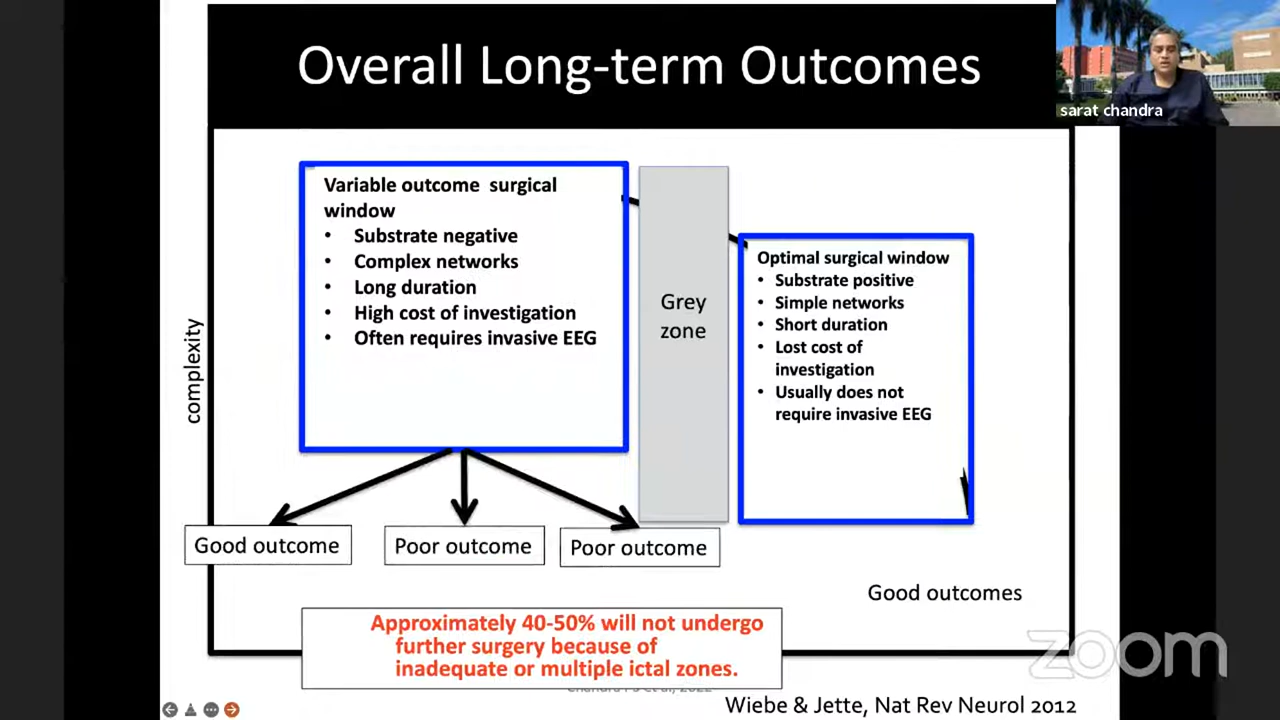 Overall Long-term Outcomes
sarat chandra
Variable outcome surgical
window
• Substrate negative
• Complex networks
• Long duration
• High cost of investigation
• Often requires invasive EEG
Grey
zone
Optimal surgical window
• Substrate positive
• Simple networks
• Short duration
• Lost cost of
investigation
• Usually does not
require invasive EEG
complexity
Good outcome
Poor outcome
Poor outcome
Good outcomes
Approximately 40-50% will not undergo
further surgery because of
inadequate or multiple ictal zones.
zoom
Wiebe & Jette, Nat Rev Neurol 2012